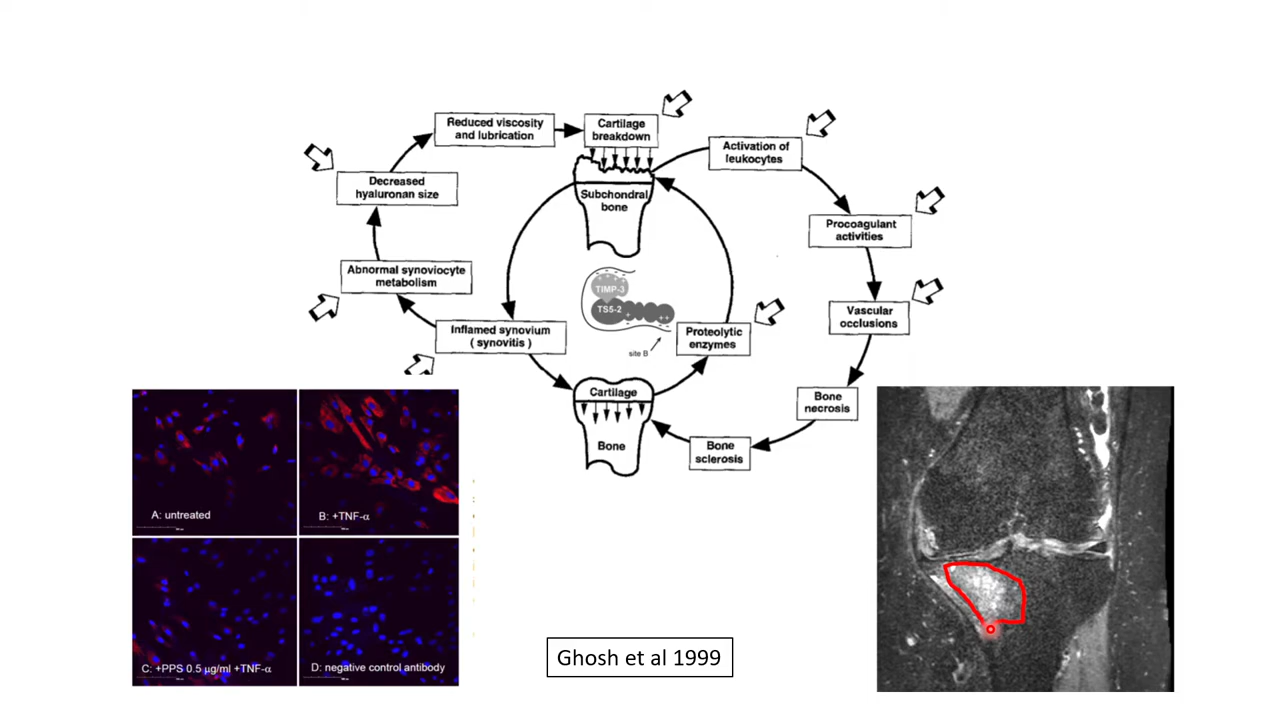 Reduced viscosity
and lubrication
Cartilage
breakdown
Activation of
leukocytes
Decreased
hyaluronan size
Subchondral
bone
Procoagulant
activities
Abnormal synoviocyte
metabolism
TIMP-3
TS5-2
Vascular
occlusions
Inflamed synovium
( synovitis )
site B
Proteolytic
enzymes
Cartilage
Bone
Bone
sclerosis
Bone
necrosis
A: untreated
B: +TNF-α
C: +PPS 0.5 µg/ml +TNF-α
D: negative control antibody
Ghosh et al 1999